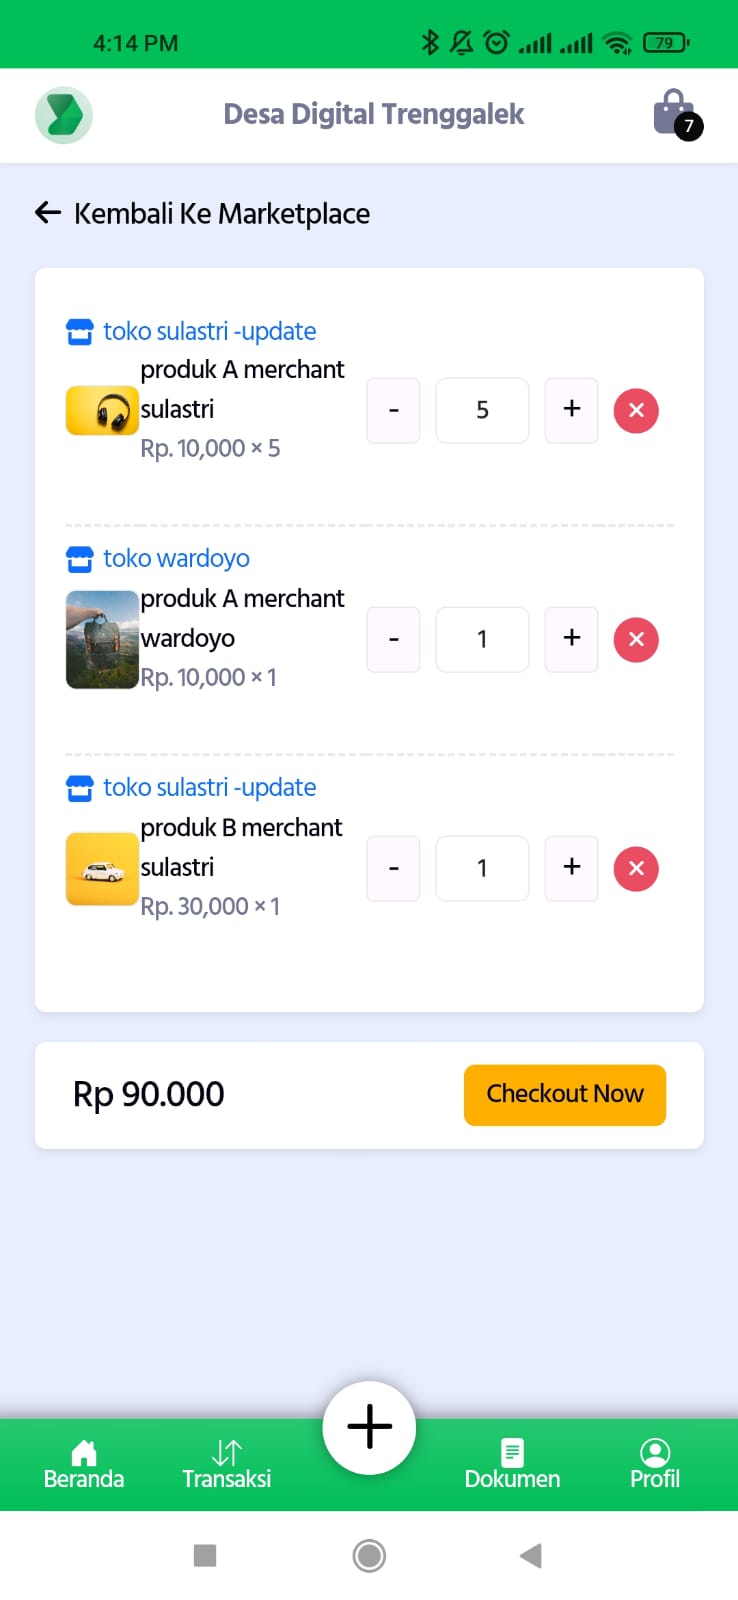 4:14 PM
79
Desa Digital Trenggalek
7
Kembali Ke Marketplace
toko sulastri -update
produk A merchant
sulastri
Rp. 10,000 × 5
-
5
+
toko wardoyo
produk A merchant
wardoyo
Rp. 10,000 × 1
-
1
+
toko sulastri -update
produk B merchant
sulastri
Rp. 30,000 × 1
-
1
+
Rp 90.000
Checkout Now
Beranda
Transaksi
Dokumen
Profil